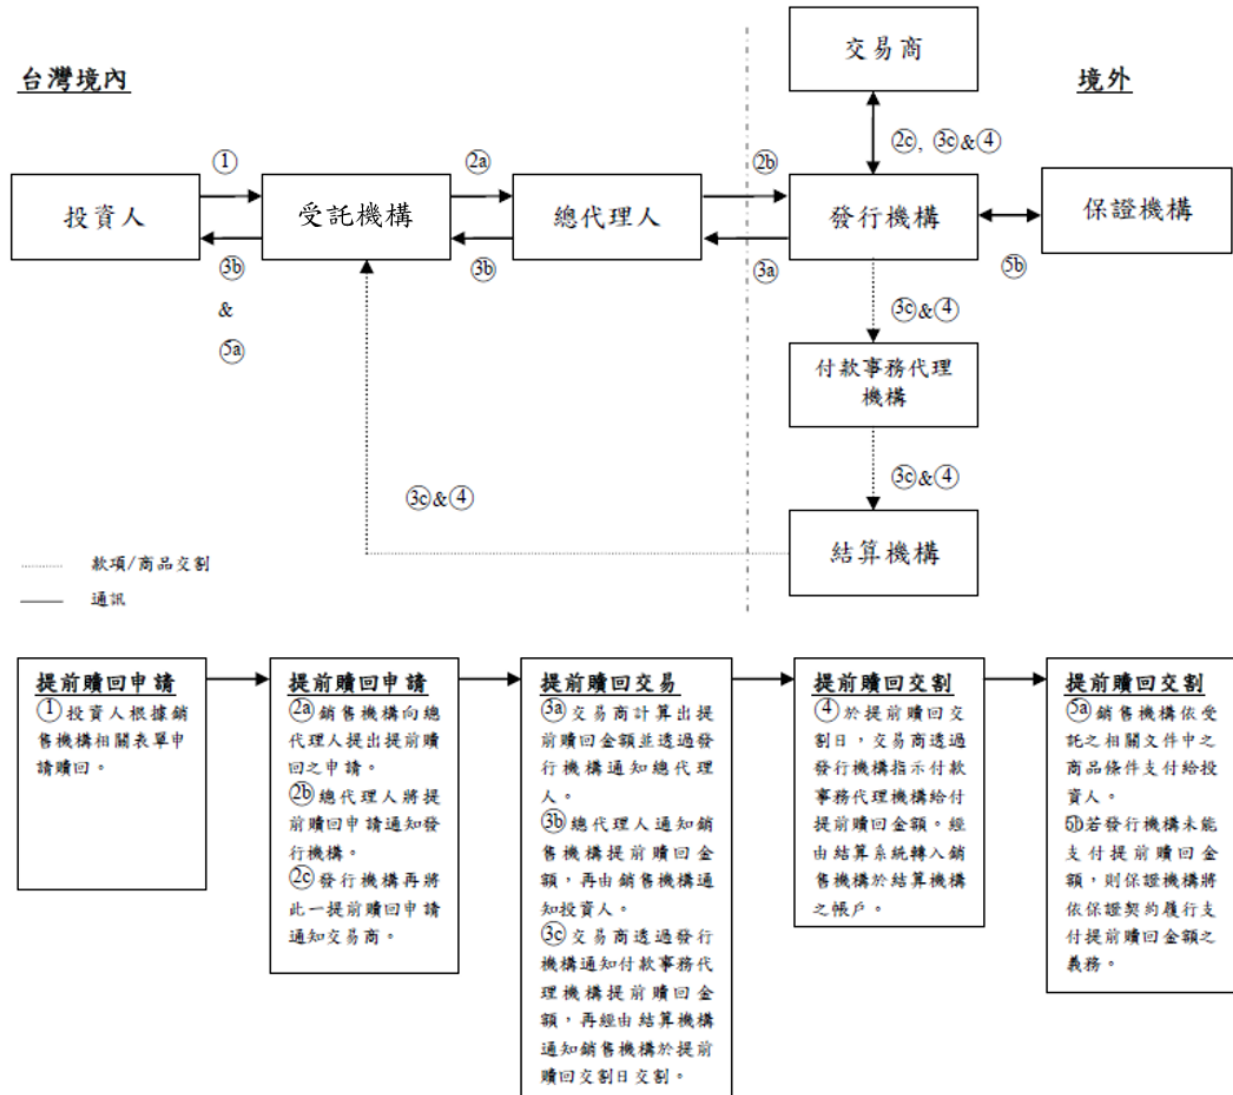 交易商
台灣境內
境外
①
2a
2b
2c, 3c&④
投資人
受託機構
總代理人
發行機構
保證機構
3b
&
5a
3b
3a
5b
3c&④
付款事務代理
機構
3c&④
3c&④
結算機構
款項/商品交割
通訊
提前贖回申請
①投資人根據銷
售機構相關表單申
請贖回。
提前贖回申請
2a銷售機構向總
代理人提出提前贖
回之申請。
2b總代理人將提
前贖回申請通知發
行機構。
2c發行機構再將
此一提前贖回申請
通知交易商。
提前贖回交易
3a交易商計算出提
前贖回金額並透過發
行機構通知總代理
人。
3b總代理人通知銷
售機構提前贖回金
額，再由銷售機構通
知投資人。
3c交易商透過發行
機構通知付款事務代
理機構提前贖回金
額，再經由結算機構
通知銷售機構於提前
贖回交割日交割。
提前贖回交割
④於提前贖回交
割日，交易商透過
發行機構指示付款
事務代理機構給付
提前贖回金額。經
由結算系統轉入銷
售機構於結算機構
之帳戶。
提前贖回交割
5a銷售機構依受
託之相關文件中之
商品條件支付給投
資人。
5b若發行機構未能
支付提前贖回金
額，則保證機構將
依保證契約履行支
付提前贖回金額之
義務。